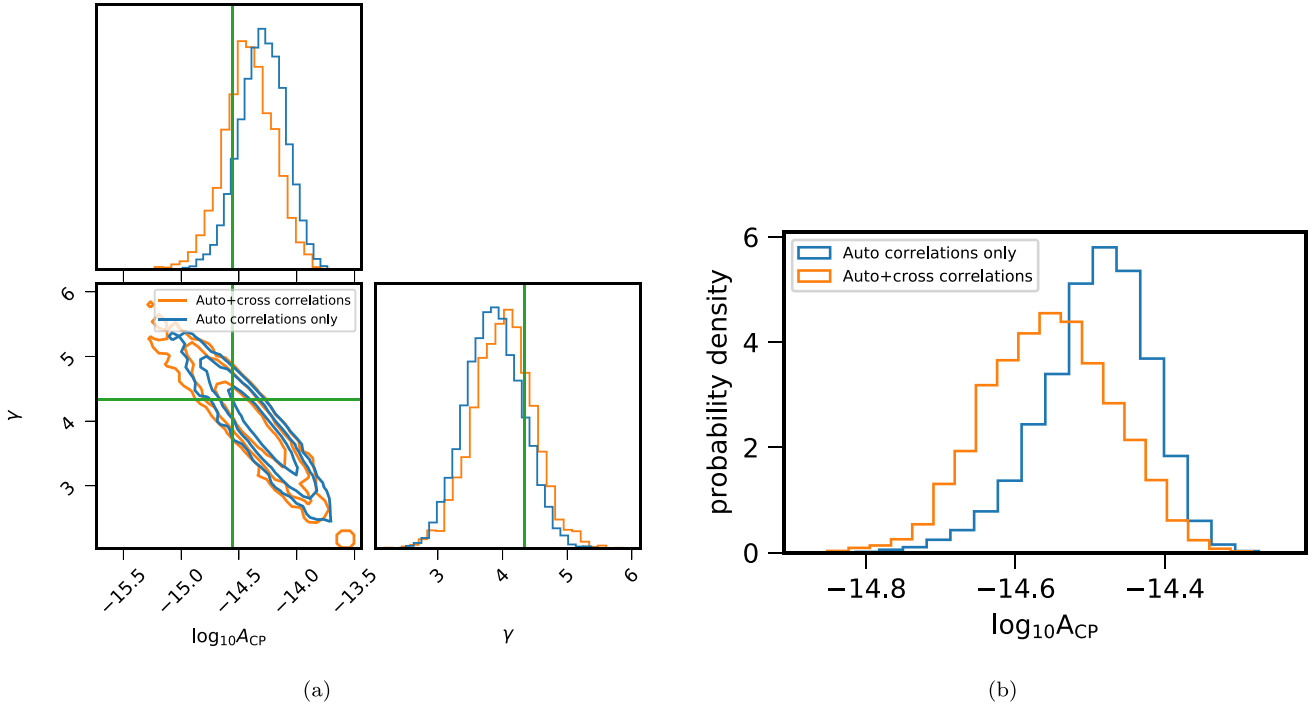 6
5
4
3
γ
Auto+cross correlations
Auto correlations only
−15.5
−15.0
−14.5
−14.0
−13.5
log₁₀A_CP
3
4
5
6
γ
(a)
6
4
2
0
probability density
Auto correlations only
Auto+cross correlations
−14.8
−14.6
−14.4
log₁₀A_CP
(b)